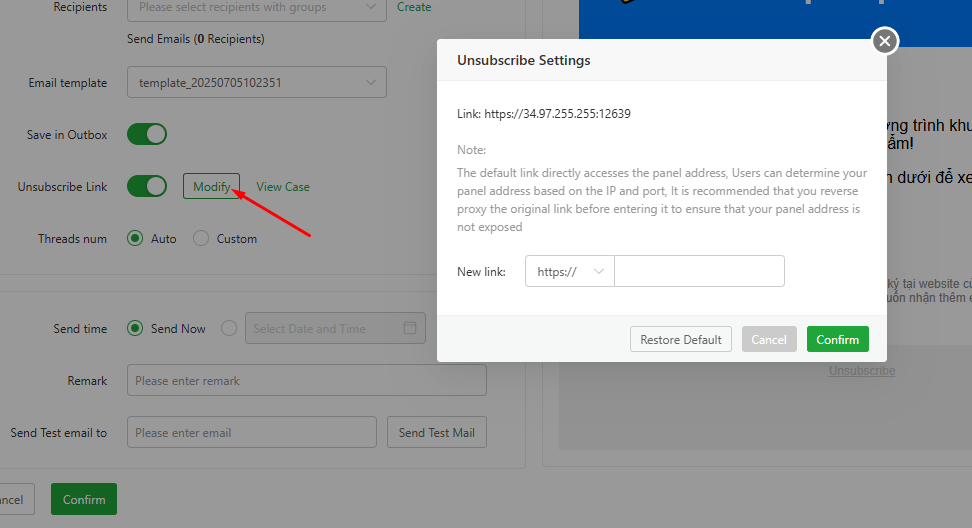 Recipients
Please select recipients with groups
Create
Send Emails (0 Recipients)
Email template
template_20250705102351
Save in Outbox
Unsubscribe Link
Modify
View Case
Threads num
Auto
Custom
Send time
Send Now
Select Date and Time
Remark
Please enter remark
Send Test email to
Please enter email
Send Test Mail
Confirm
Unsubscribe Settings
Link: https://34.97.255.255:12639
Note:
The default link directly accesses the panel address, Users can determine your
panel address based on the IP and port, It is recommended that you reverse
proxy the original link before entering it to ensure that your panel address is
not exposed
New link:
https://
Restore Default
Cancel
Confirm
trình khu
dưới để xe
ký tại website
nhận thêm
Unsubscribe